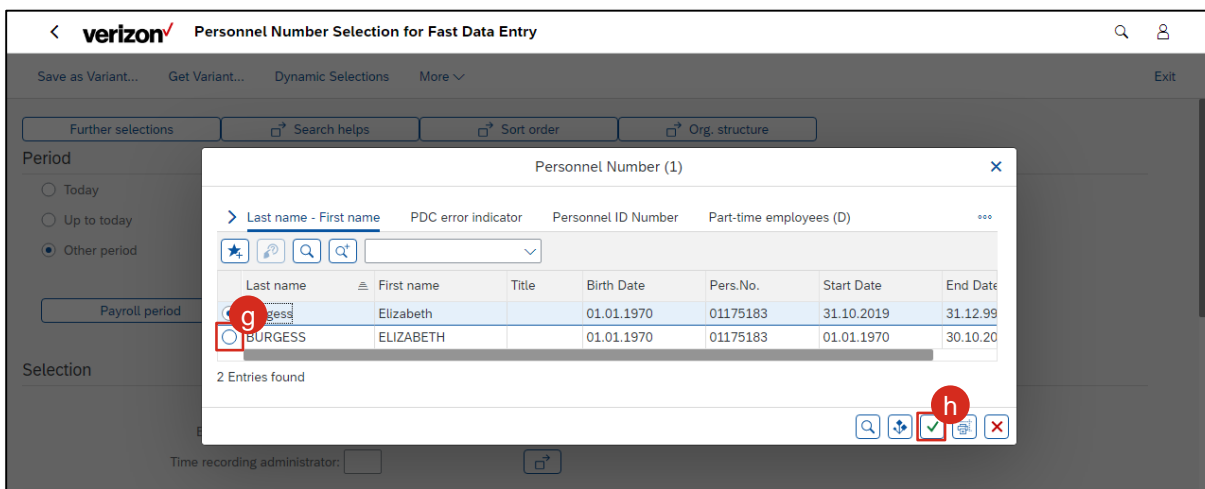 verizon Personnel Number Selection for Fast Data Entry
Save as Variant... Get Variant... Dynamic Selections More Exit
Further selections Search helps Sort order Org. structure
Period
Personnel Number (1)
Today
Up to today
Last name - First name PDC error indicator Personnel ID Number Part-time employees (D)
Other period
Last name First name Title Birth Date Pers.No. Start Date End Date
Payroll period
g
gess Elizabeth 01.01.1970 01175183 31.10.2019 31.12.99
BURGESS ELIZABETH 01.01.1970 01175183 01.01.1970 30.10.20
Selection
2 Entries found
h
E
Time recording administrator: